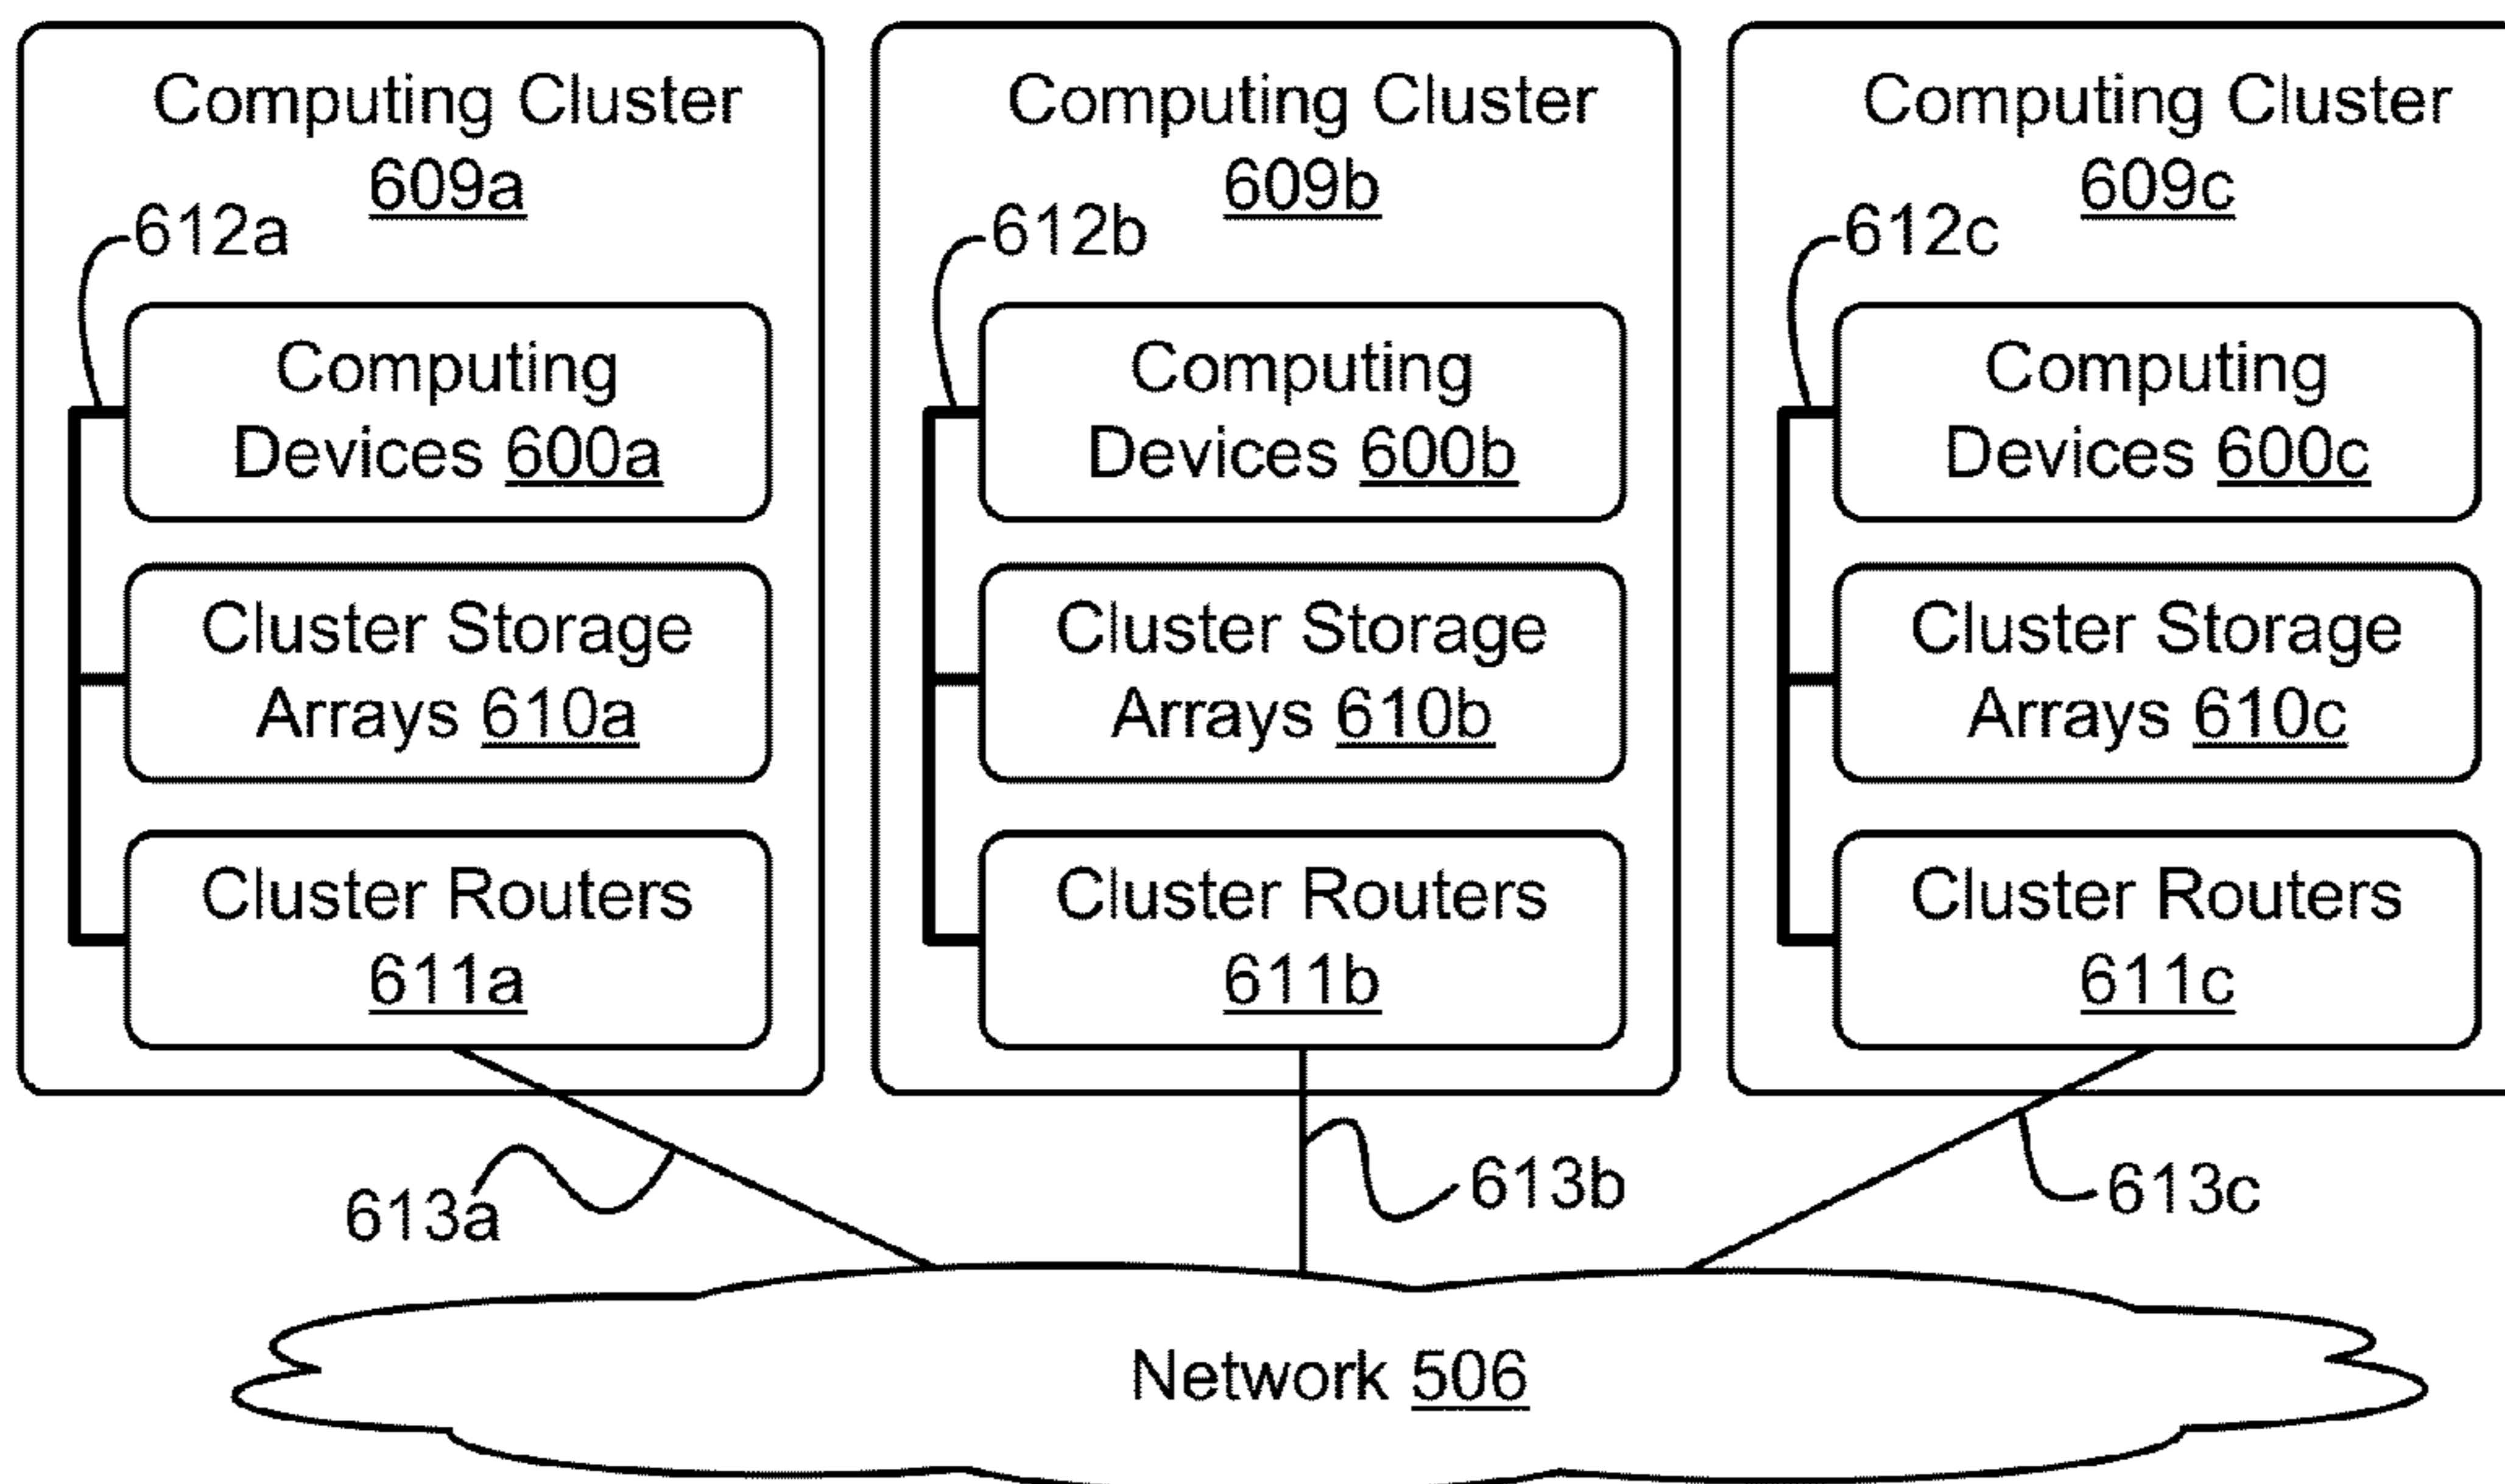 Computing Cluster
609a
612a
Computing
Devices 600a
Cluster Storage
Arrays 610a
Cluster Routers
611a
Computing Cluster
609b
612b
Computing
Devices 600b
Cluster Storage
Arrays 610b
Cluster Routers
611b
Computing Cluster
609c
612c
Computing
Devices 600c
Cluster Storage
Arrays 610c
Cluster Routers
611c
613a
613b
613c
Network 506